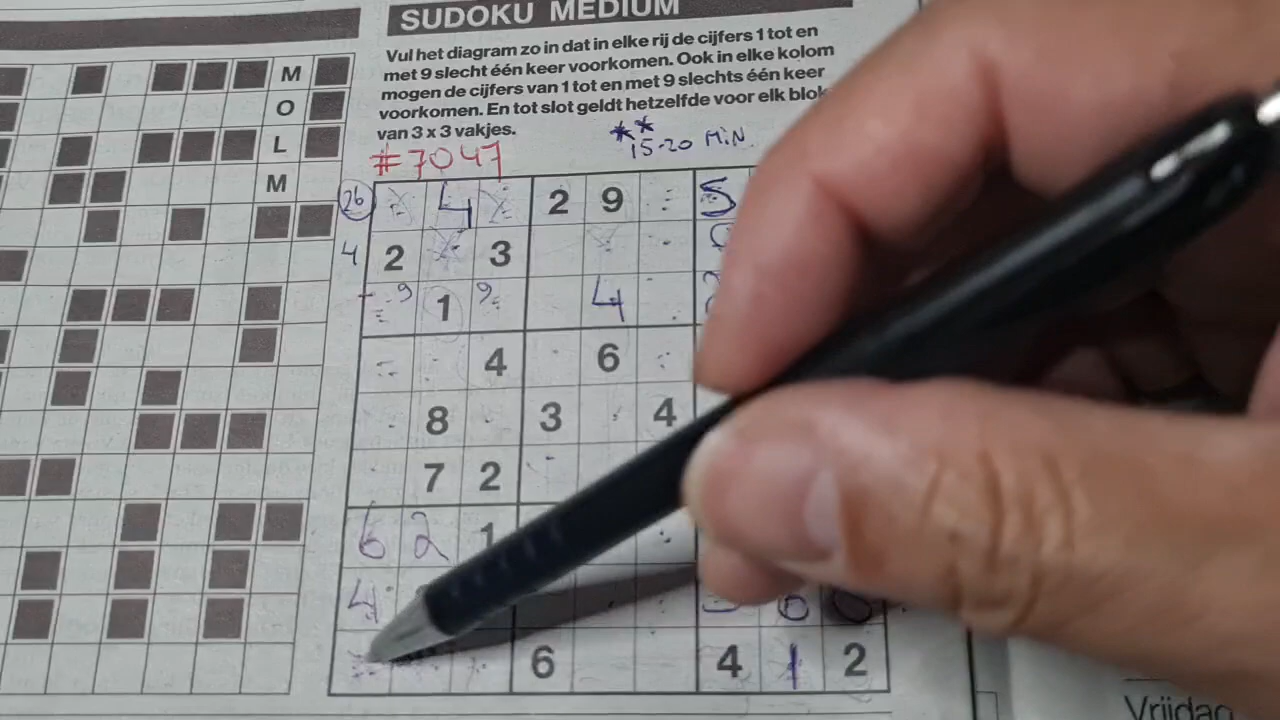 SUDOKU MEDIUM
Vul het diagram zo in dat in elke rij de cijfers 1 tot en
met 9 slecht één keer voorkomen. Ook in elke kolom
mogen de cijfers van 1 tot en met 9 slechts één keer
voorkomen. En tot slot geldt hetzelfde voor elk blok
van 3 x 3 vakjes.
** 15-20 MIN
#7047
M
O
L
M
26 4 2 9 5
4 2 3
9 1 9 4
4 6
8 3 4
7 2
6 2 1
4 6
6 4 1 2
Vrijdag